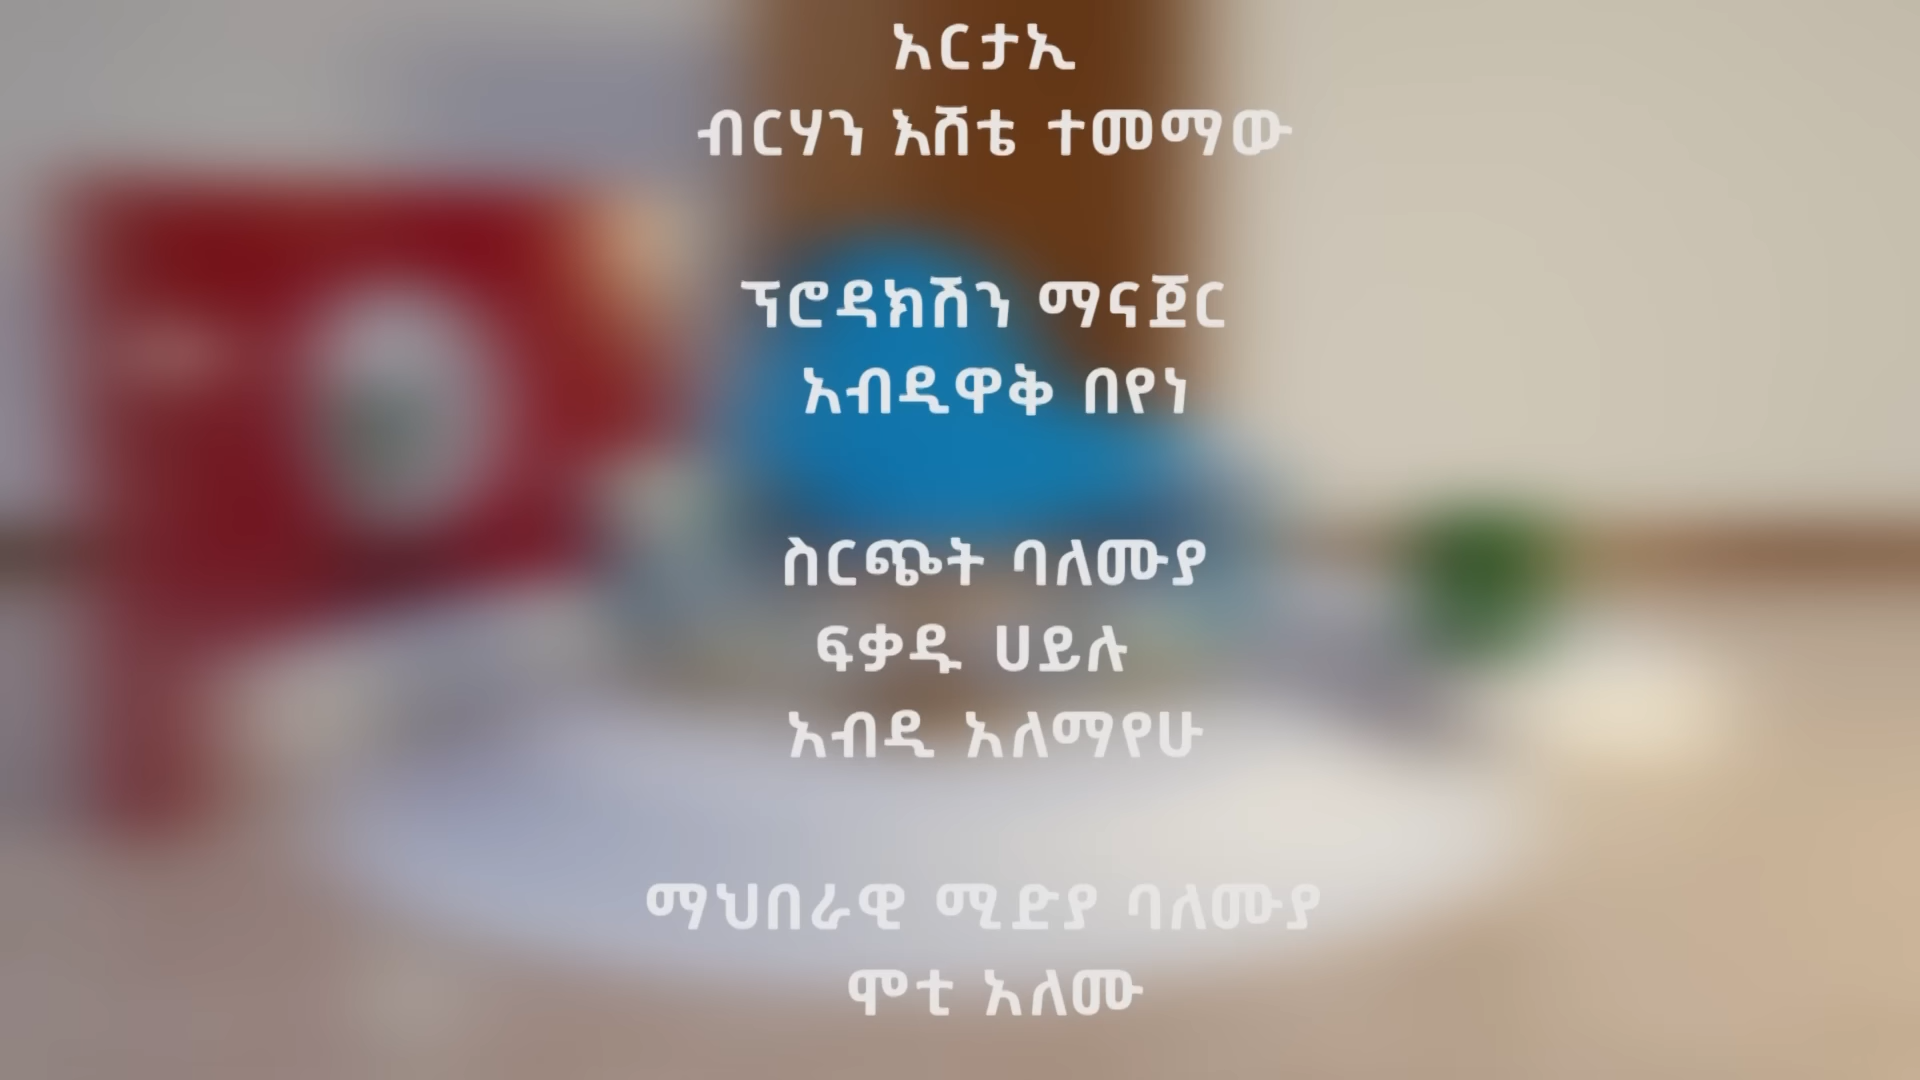 አርታኢ
ብርሃን እሸቴ ተመማው
ፕሮዳክሽን ማናጀር
አብዲዋቅ በየነ
ስርጭት ባለሙያ
ፍቃዱ ሀይሉ
አብዲ አለማየሁ
ማህበራዊ ሚድያ ባለሙያ
ሞቲ አለሙ